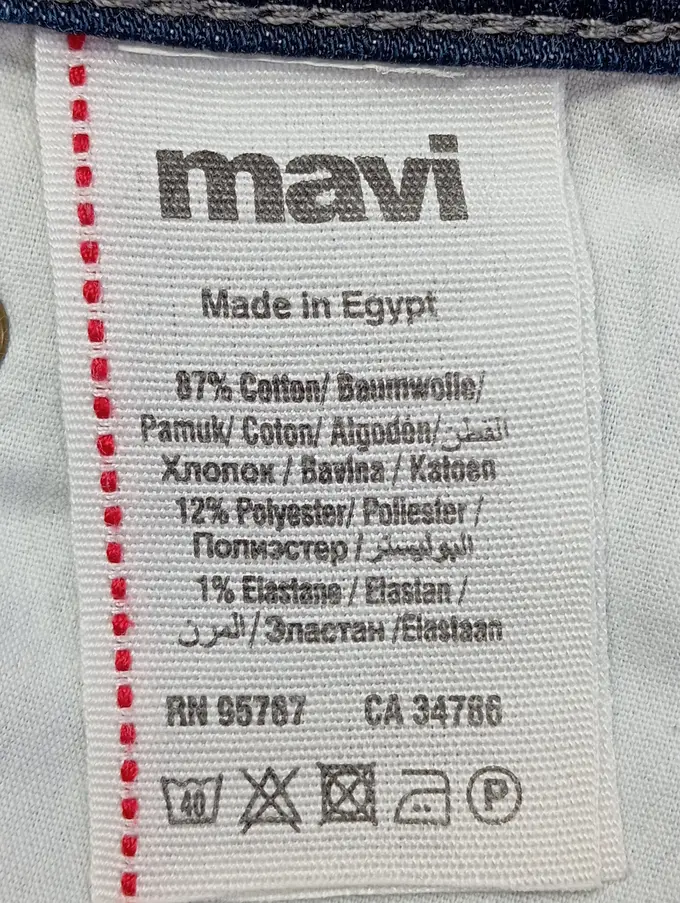 mavi
Made in Egypt
87% Cotton/ Baumwolle/
Pamuk/ Coton/ Algodón/القطن
Хлопок / Bavlna / Katoen
12% Polyester/ Poliester /
Полиэстер / البوليستر
1% Elastane / Elastan /
المرن / Эластан /Elastaan
RN 95767 CA 34786
40 P